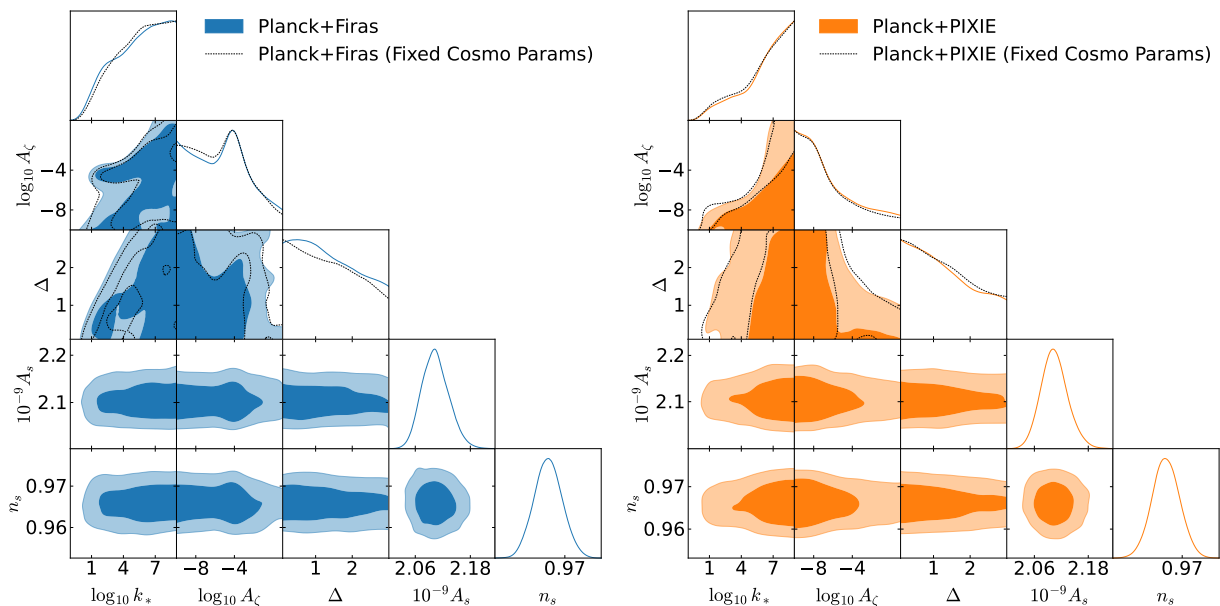 Planck+Firas
Planck+Firas (Fixed Cosmo Params)
log₁₀ A_ζ
−4
−8
Δ
2
1
10⁻⁹ A_s
2.2
2.1
n_s
0.97
0.96
1 4 7 −8 −4 1 2 2.06 2.18 0.97
log₁₀ k_* log₁₀ A_ζ Δ 10⁻⁹ A_s n_s
Planck+PIXIE
Planck+PIXIE (Fixed Cosmo Params)
log₁₀ A_ζ
−4
−8
Δ
2
1
10⁻⁹ A_s
2.2
2.1
n_s
0.97
0.96
1 4 7 −8 −4 1 2 2.06 2.18 0.97
log₁₀ k_* log₁₀ A_ζ Δ 10⁻⁹ A_s n_s